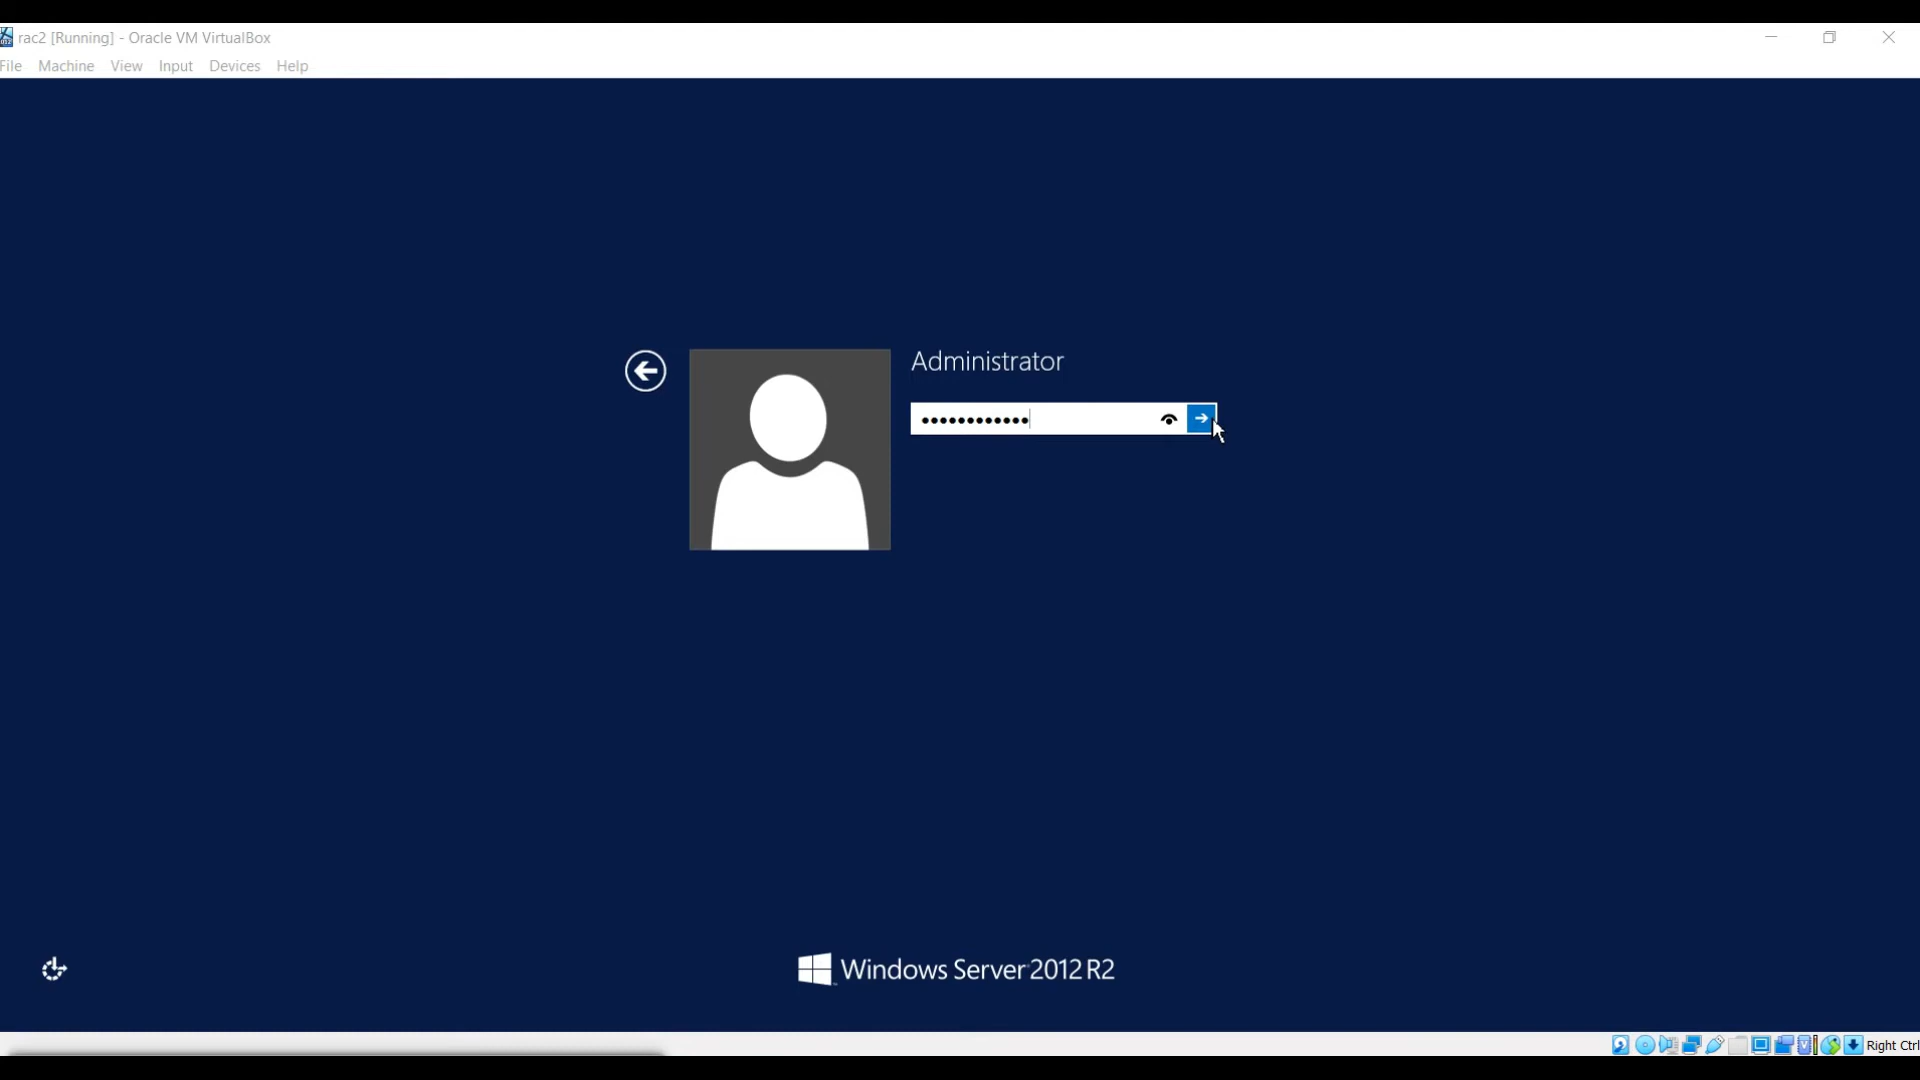 rac2 [Running] - Oracle VM VirtualBox
File Machine View Input Devices Help
Administrator
••••••••••••
Windows Server 2012 R2
Right Ctrl